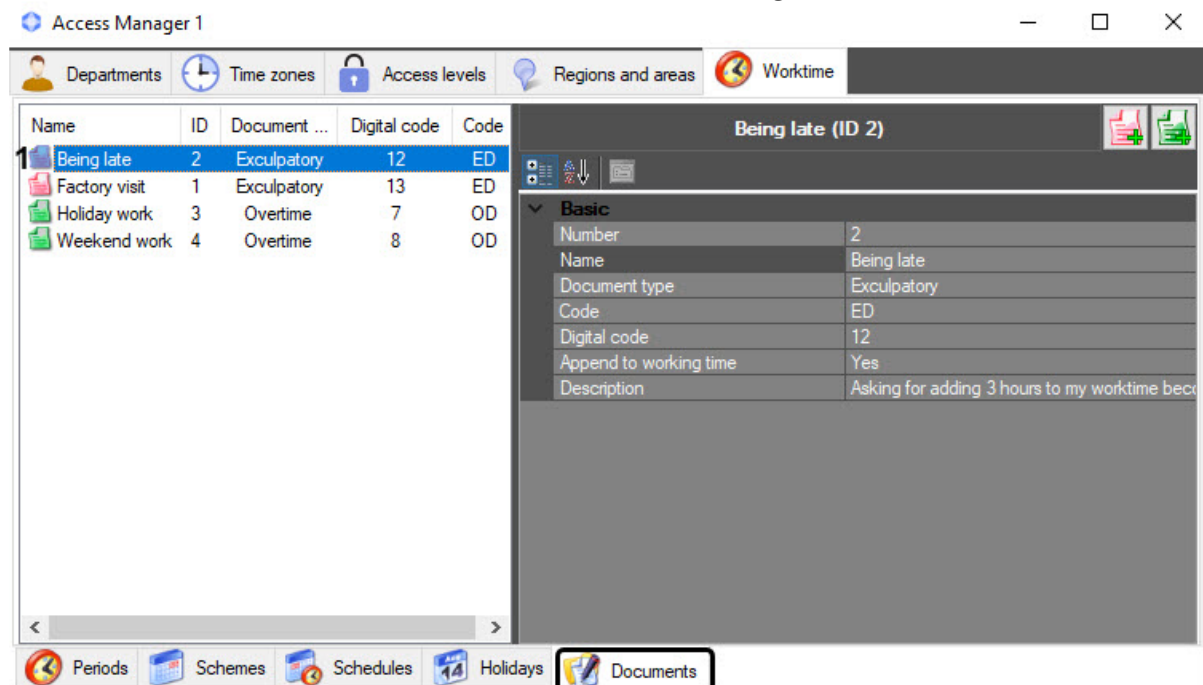 Access Manager 1
Departments Time zones Access levels Regions and areas Worktime
Name ID Document ... Digital code Code
1 Being late 2 Exculpatory 12 ED
Factory visit 1 Exculpatory 13 ED
Holiday work 3 Overtime 7 OD
Weekend work 4 Overtime 8 OD
Being late (ID 2)
Basic
Number 2
Name Being late
Document type Exculpatory
Code ED
Digital code 12
Append to working time Yes
Description Asking for adding 3 hours to my worktime beco
Periods Schemes Schedules 14 Holidays Documents